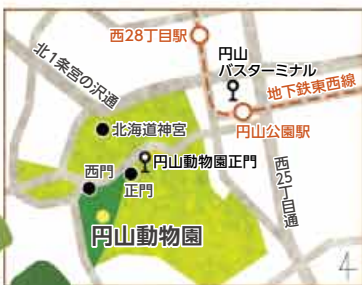 西28丁目駅
北1条宮の沢通
円山
バスターミナル
地下鉄東西線
円山公園駅
北海道神宮
円山動物園正門
西門
正門
西25丁目通
円山動物園
4